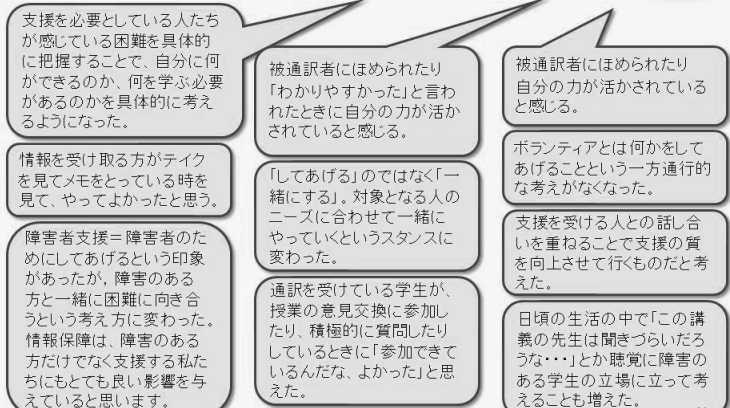 支援を必要としている人たち
が感じている困難を具体的
に把握することで、自分に何
ができるのか、何を学ぶ必要
があるのかを具体的に考え
るようになった。
情報を受け取る方がテイク
を見てメモをとっている時を
見て、やってよかったと思う。
障害者支援＝障害者のた
めにしてあげるという印象
があったが，障害のある
方と一緒に困難に向き合
うという考え方に変わった。
情報保障は、障害のある
方だけでなく支援する私た
ちにもとても良い影響を与
えていると思います。
被通訳者にほめられたり
「わかりやすかった」と言わ
れたときに自分の力が活か
されていると感じる。
「してあげる」のではなく「一
緒にする」。対象となる人の
ニーズに合わせて一緒に
やっていくというスタンスに
変わった。
通訳を受けている学生が、
授業の意見交換に参加し
たり、積極的に質問したり
しているときに「参加できて
いるんだな、よかった」と思
えた。
被通訳者にほめられたり
自分の力が活かされている
と感じる。
ボランティアとは何かをして
あげることという一方通行的
な考えがなくなった。
支援を受ける人との話し合
いを重ねることで支援の質
を向上させて行くものだと考
えた。
日頃の生活の中で「この講
義の先生は聞きづらいだろ
うな・・・」とか聴覚に障害の
ある学生の立場に立って考
えることも増えた。